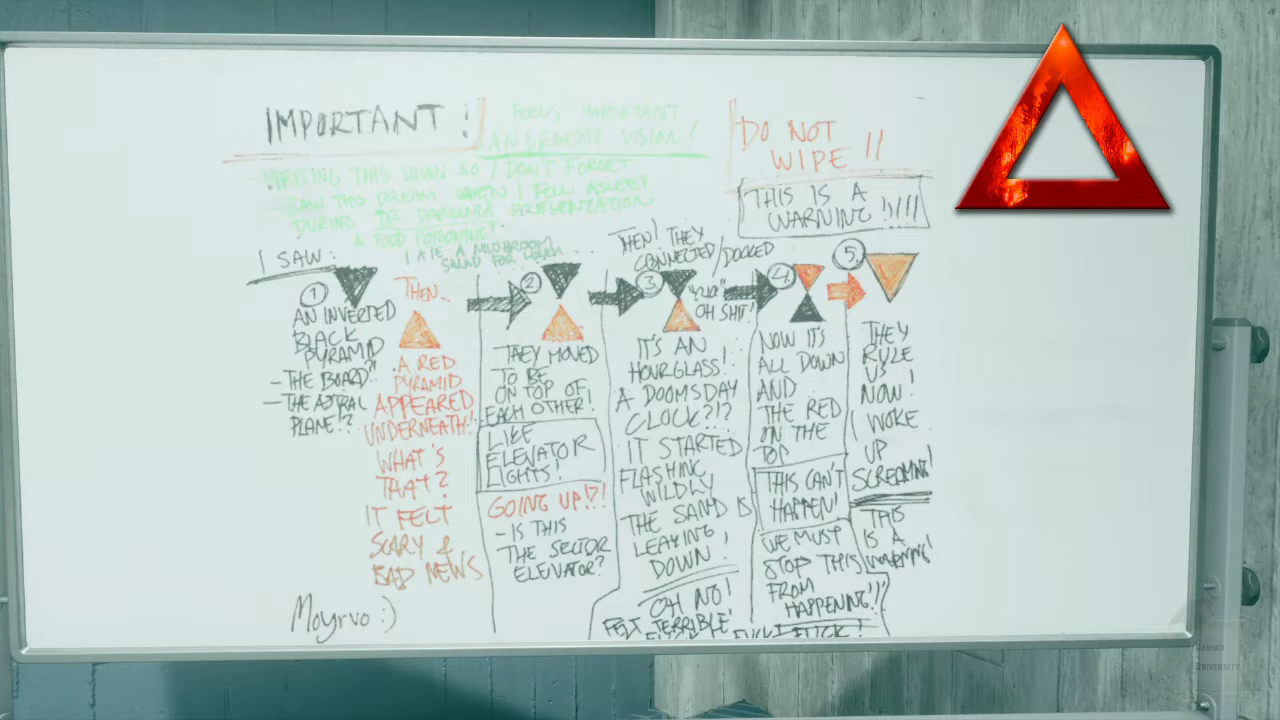 IMPORTANT :
IMPORTANT
VISION!
DO NOT
WIPE !!
THIS IS A
WARNING !!!!!
THIS DOWN SO I DON'T FORGET
SAW THIS DREAM WHEN I FELL ASLEEP
DURING DR DARLING'S PRESENTATION
FOOD POISONING?
I ATE A MUSHROOM
SALAD FOR LUNCH
I SAW :
1
AN INVERTED
BLACK
PYRAMID
- THE BOARD?
- THE ASTRAL
PLANE!?
THEN...
A RED
PYRAMID
APPEARED
UNDERNEATH!
WHAT'S
THAT?
IT FELT
SCARY &
BAD NEWS
2
THEY MOVED
TO BE
ON TOP OF
EACH OTHER!
LIKE
ELEVATOR
LIGHTS!
GOING UP!?!
- IS THIS
THE SECTOR
ELEVATOR?
THEN! THEY
CONNECTED/DOCKED
3
OH SHIT!
IT'S AN
HOURGLASS!
A DOOMSDAY
CLOCK?!?
IT STARTED
FLASHING
WILDLY
THE SAND IS
LEAKING
DOWN!
OH NO!
FELT TERRIBLE!
4
NOW IT'S
ALL DOWN
AND
THE RED
ON THE
TOP
THIS CAN'T
HAPPEN!
WE MUST
STOP THIS
FROM
HAPPENING!!
FUCK! FUCK!
5
THEY
RULE
US
NOW!
I WOKE
UP
SCREAMING!
THIS
IS A
WARNING!
Moyrvo :)
UNIVERSITY